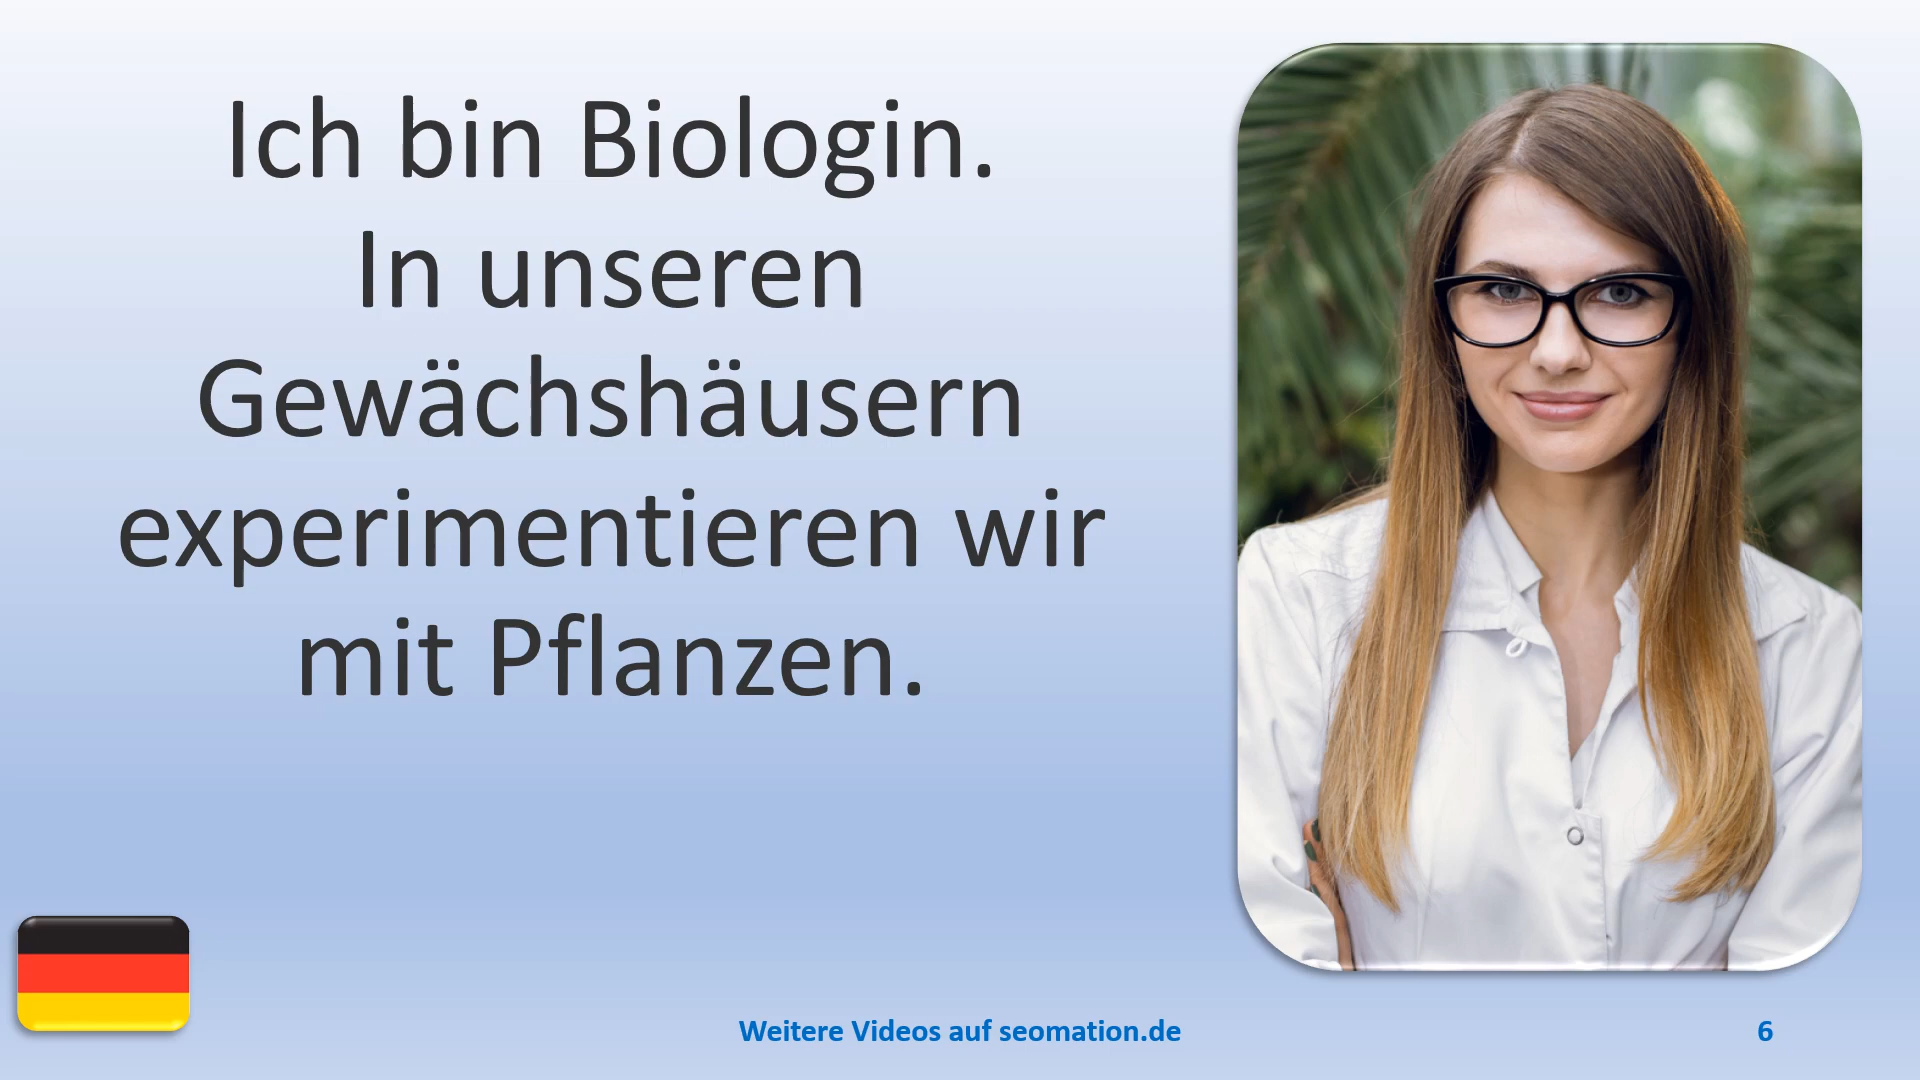 Ich bin Biologin.
In unseren
Gewächshäusern
experimentieren wir
mit Pflanzen.
Weitere Videos auf seomation.de
6